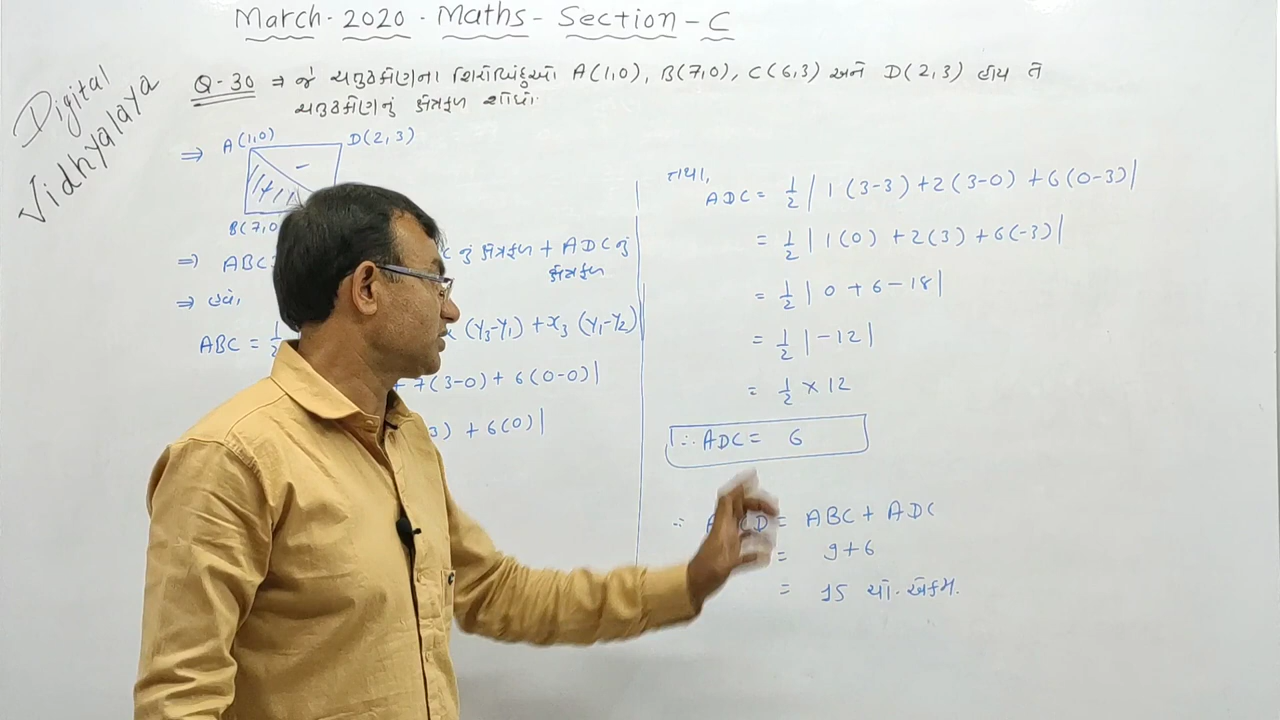 March - 2020 - Maths - Section - C
Digital
Vidhyalaya
Q-30 ⇒ જે ચતુષ્કોણના શિરોબિંદુઓ A(1,0), B(7,0), C(6,3) અને D(2,3) હોય તે
ચતુષ્કોણનું ક્ષેત્રફળ શોધો.
⇒ A(1,0) D(2,3)
B(7,0
⇒ ABC નું ક્ષેત્રફળ + ADC નું
ક્ષેત્રફળ
⇒ હવે,
ABC = 1/2 (y3-y1) + x3 (y1-y2)|
+ 7(3-0) + 6(0-0)|
3) + 6(0)|
તથા,
ADC = 1/2 | 1(3-3) + 2(3-0) + 6(0-3)|
= 1/2 | 1(0) + 2(3) + 6(-3)|
= 1/2 | 0 + 6 - 18|
= 1/2 | -12|
= 1/2 × 12
∴ ADC = 6
∴ = ABC + ADC
= 9+6
= 15 ચો. એકમ.